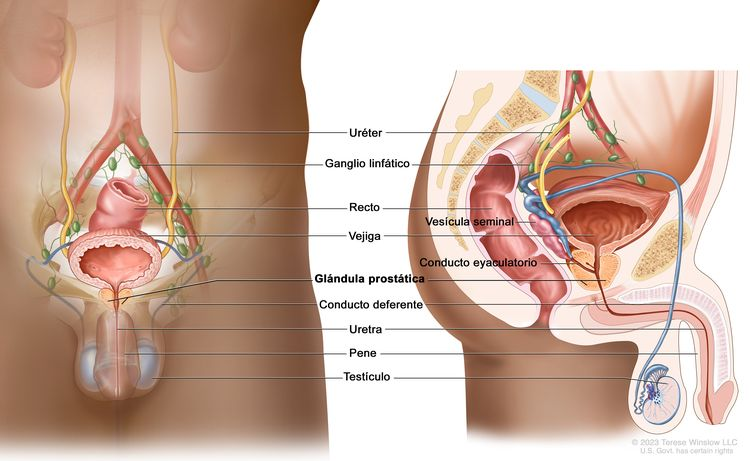 Uréter
Ganglio linfático
Recto
Vesícula seminal
Vejiga
Conducto eyaculatorio
Glándula prostática
Conducto deferente
Uretra
Pene
Testículo
© 2023 Terese Winslow LLC
U.S. Govt. has certain rights